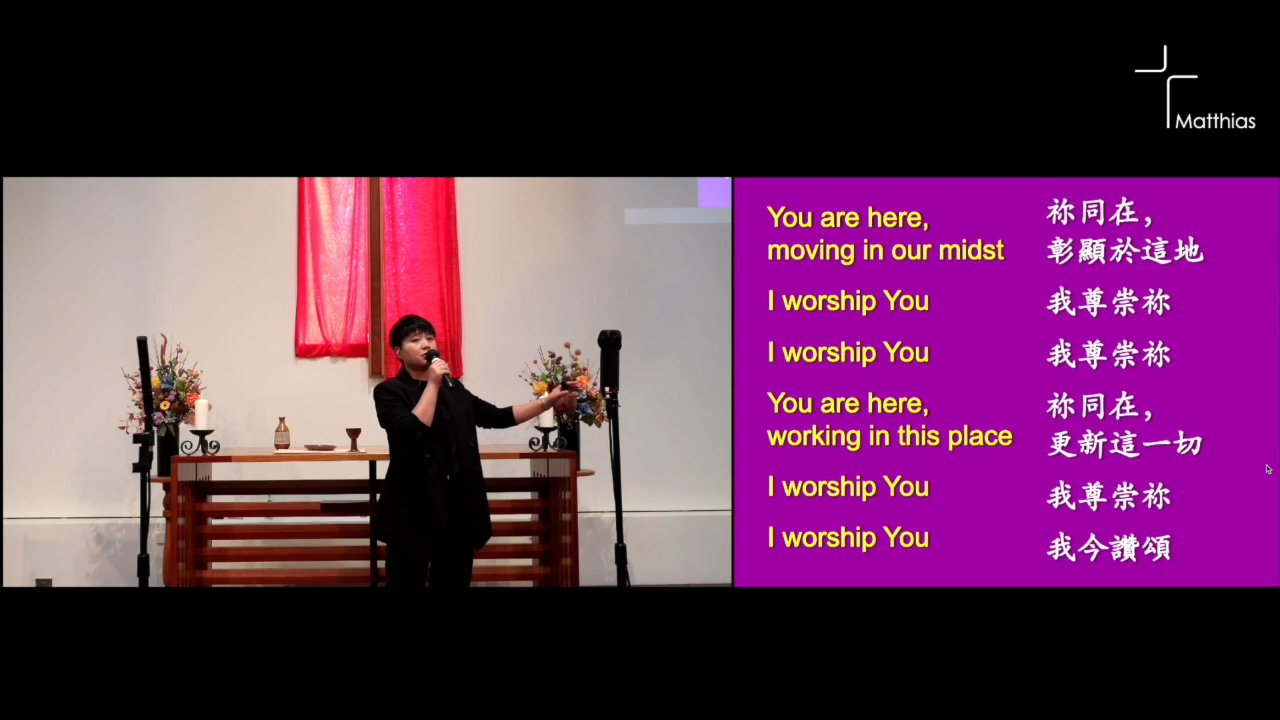 Matthias
You are here,
moving in our midst
I worship You
I worship You
You are here,
working in this place
I worship You
I worship You
祢同在，
彰顯於這地
我尊崇祢
我尊崇祢
祢同在，
更新這一切
我尊崇祢
我今讚頌